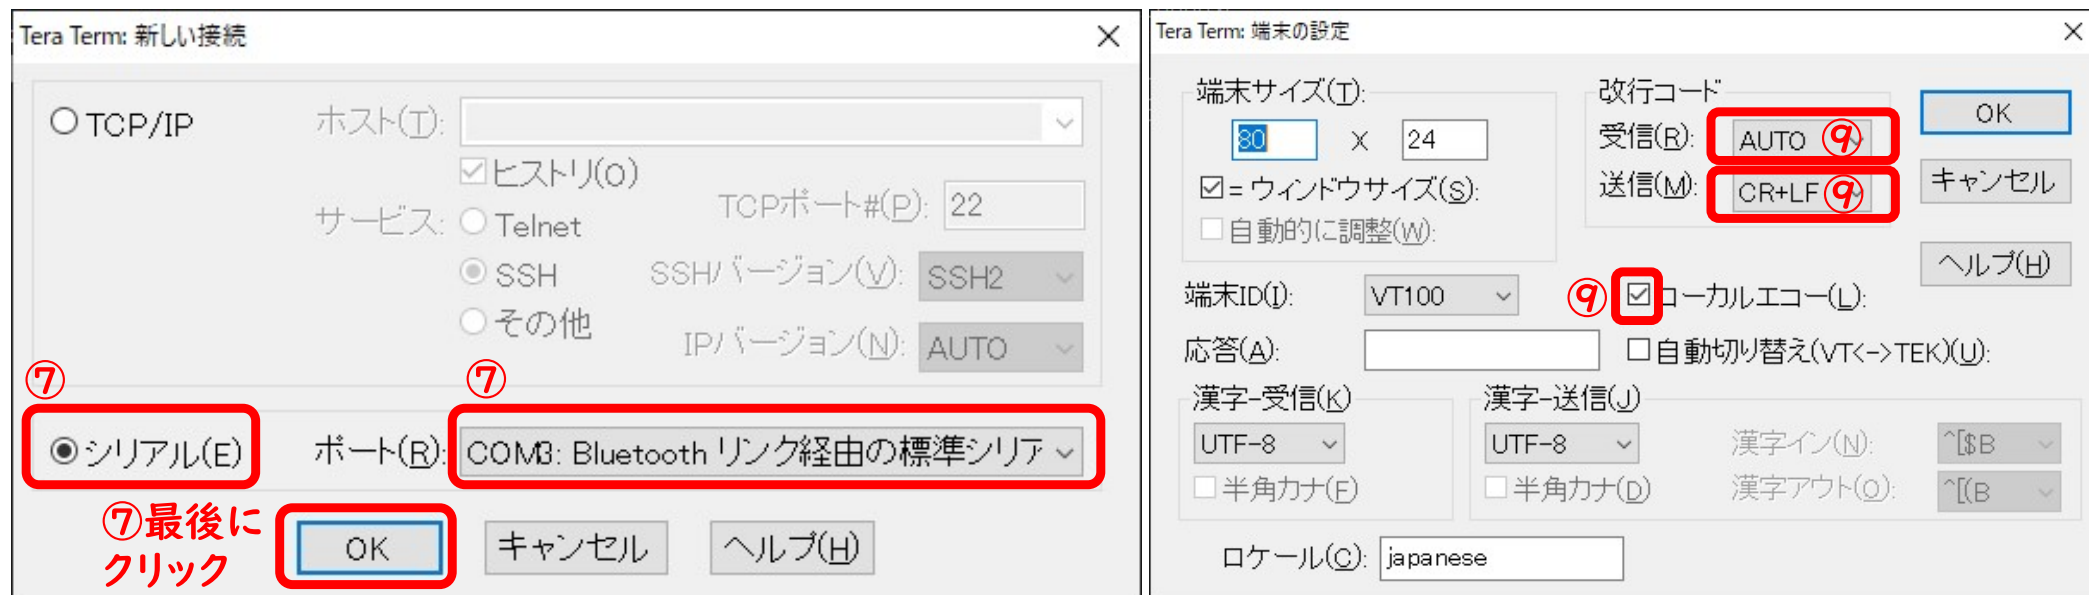 Tera Term: 新しい接続
TCP/IP
ホスト(T):
ヒストリ(O)
サービス:
Telnet
TCPポート#(P): 22
SSH
SSHバージョン(V): SSH2
その他
IPバージョン(N): AUTO
⑦
⑦
シリアル(E)
ポート(R): COM3: Bluetooth リンク経由の標準シリア
⑦最後に
クリック
OK
キャンセル
ヘルプ(H)
Tera Term: 端末の設定
端末サイズ(T):
80 X 24
= ウィンドウサイズ(S):
自動的に調整(W):
改行コード
受信(R): AUTO ⑨
送信(M): CR+LF ⑨
OK
キャンセル
ヘルプ(H)
端末ID(I): VT100
⑨ ローカルエコー(L):
応答(A):
自動切り替え(VT<->TEK)(U):
漢字-受信(K)
UTF-8
半角カナ(F)
漢字-送信(J)
UTF-8
半角カナ(D)
漢字イン(N): ^[$B
漢字アウト(O): ^[(B
ロケール(C): japanese